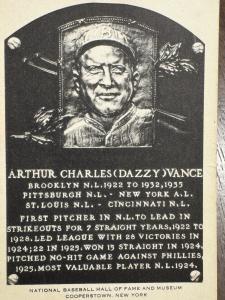 ARTHUR CHARLES (DAZZY) VANCE
BROOKLYN N.L. 1922 TO 1932, 1935
PITTSBURGH N.L. - NEW YORK A.L.
ST. LOUIS N.L. - CINCINNATI N.L.
FIRST PITCHER IN N.L. TO LEAD IN
STRIKEOUTS FOR 7 STRAIGHT YEARS, 1922 TO
1928. LED LEAGUE WITH 28 VICTORIES IN
1924; 22 IN 1925. WON 15 STRAIGHT IN 1924.
PITCHED NO-HIT GAME AGAINST PHILLIES,
1925. MOST VALUABLE PLAYER N.L. 1924.
NATIONAL BASEBALL HALL OF FAME AND MUSEUM
COOPERSTOWN, NEW YORK